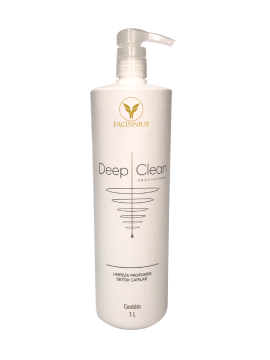 FACINNIUS
Deep Clean
PROFISSIONAL
LIMPEZA PROFUNDA
DETOX CAPILAR
Contém
1 L